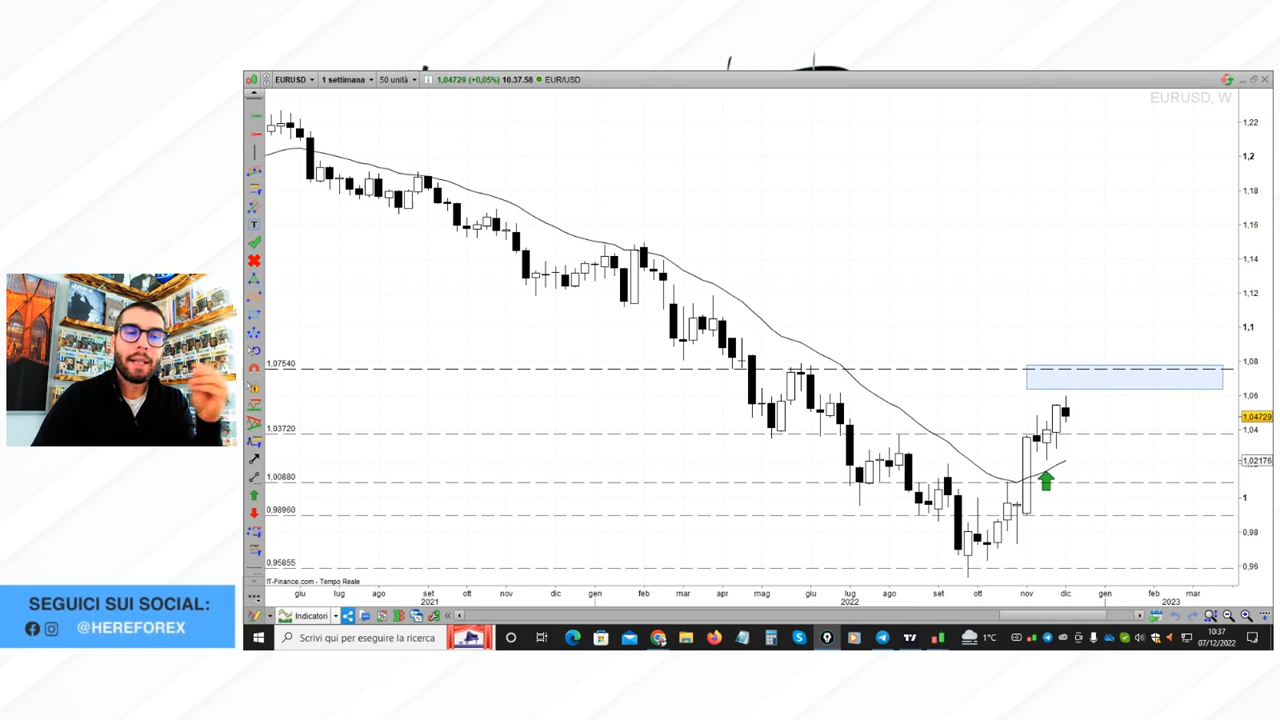 EURUSD 1 settimana 50 unità 1,04729 (+0,05%) 10.37.58 EUR/USD
EURUSD, W
1,22
1,2
1,18
1,16
1,14
1,12
1,1
1,08
1,06
1,04729
1,04
1,02176
1
0,98
0,96
1,07540
1,03720
1,00880
0,98960
0,95855
IT-Finance.com - Tempo Reale
giu lug ago set ott nov dic gen feb mar apr mag giu lug ago set ott nov dic gen feb mar
2021 2022 2023
Indicatori
SEGUICI SUI SOCIAL:
@HEREFOREX
Scrivi qui per eseguire la ricerca
1°C
10:37
07/12/2022